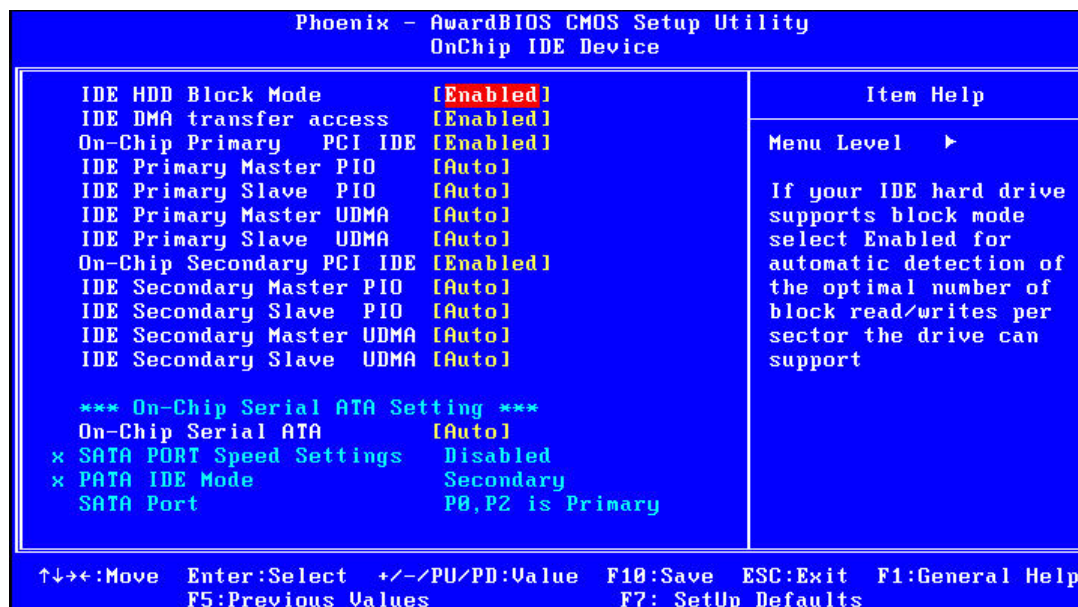 Phoenix - AwardBIOS CMOS Setup Utility
OnChip IDE Device
IDE HDD Block Mode [Enabled]
IDE DMA transfer access [Enabled]
On-Chip Primary PCI IDE [Enabled]
IDE Primary Master PIO [Auto]
IDE Primary Slave PIO [Auto]
IDE Primary Master UDMA [Auto]
IDE Primary Slave UDMA [Auto]
On-Chip Secondary PCI IDE [Enabled]
IDE Secondary Master PIO [Auto]
IDE Secondary Slave PIO [Auto]
IDE Secondary Master UDMA [Auto]
IDE Secondary Slave UDMA [Auto]
*** On-Chip Serial ATA Setting ***
On-Chip Serial ATA [Auto]
x SATA PORT Speed Settings Disabled
x PATA IDE Mode Secondary
SATA Port P0,P2 is Primary
Item Help
Menu Level ►
If your IDE hard drive
supports block mode
select Enabled for
automatic detection of
the optimal number of
block read/writes per
sector the drive can
support
↑↓→←:Move Enter:Select +/-/PU/PD:Value F10:Save ESC:Exit F1:General Help
F5:Previous Values F7: SetUp Defaults